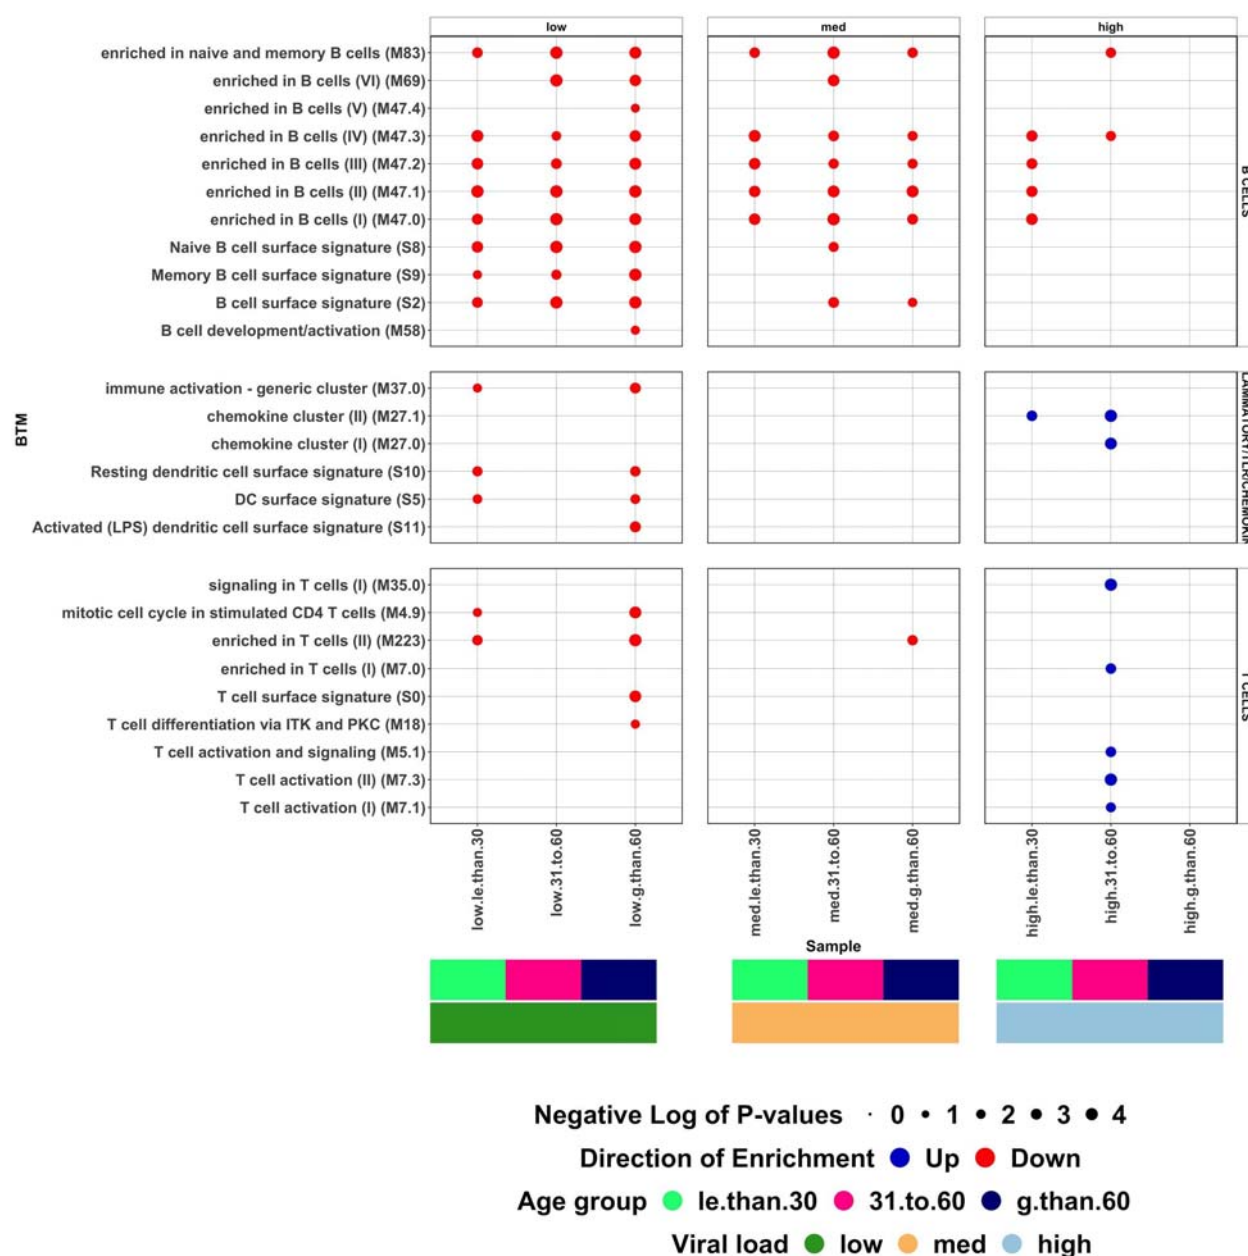 low med high
enriched in naive and memory B cells (M83)
enriched in B cells (VI) (M69)
enriched in B cells (V) (M47.4)
enriched in B cells (IV) (M47.3)
enriched in B cells (III) (M47.2)
enriched in B cells (II) (M47.1)
enriched in B cells (I) (M47.0)
Naive B cell surface signature (S8)
Memory B cell surface signature (S9)
B cell surface signature (S2)
B cell development/activation (M58)
B CELLS
immune activation - generic cluster (M37.0)
chemokine cluster (II) (M27.1)
chemokine cluster (I) (M27.0)
Resting dendritic cell surface signature (S10)
DC surface signature (S5)
Activated (LPS) dendritic cell surface signature (S11)
LAMMATORY/TLR/CHEMOKIN
BTM
signaling in T cells (I) (M35.0)
mitotic cell cycle in stimulated CD4 T cells (M4.9)
enriched in T cells (II) (M223)
enriched in T cells (I) (M7.0)
T cell surface signature (S0)
T cell differentiation via ITK and PKC (M18)
T cell activation and signaling (M5.1)
T cell activation (II) (M7.3)
T cell activation (I) (M7.1)
T CELLS
low.le.than.30
low.31.to.60
low.g.than.60
med.le.than.30
med.31.to.60
med.g.than.60
high.le.than.30
high.31.to.60
high.g.than.60
Sample
Negative Log of P-values 0 1 2 3 4
Direction of Enrichment Up Down
Age group le.than.30 31.to.60 g.than.60
Viral load low med high